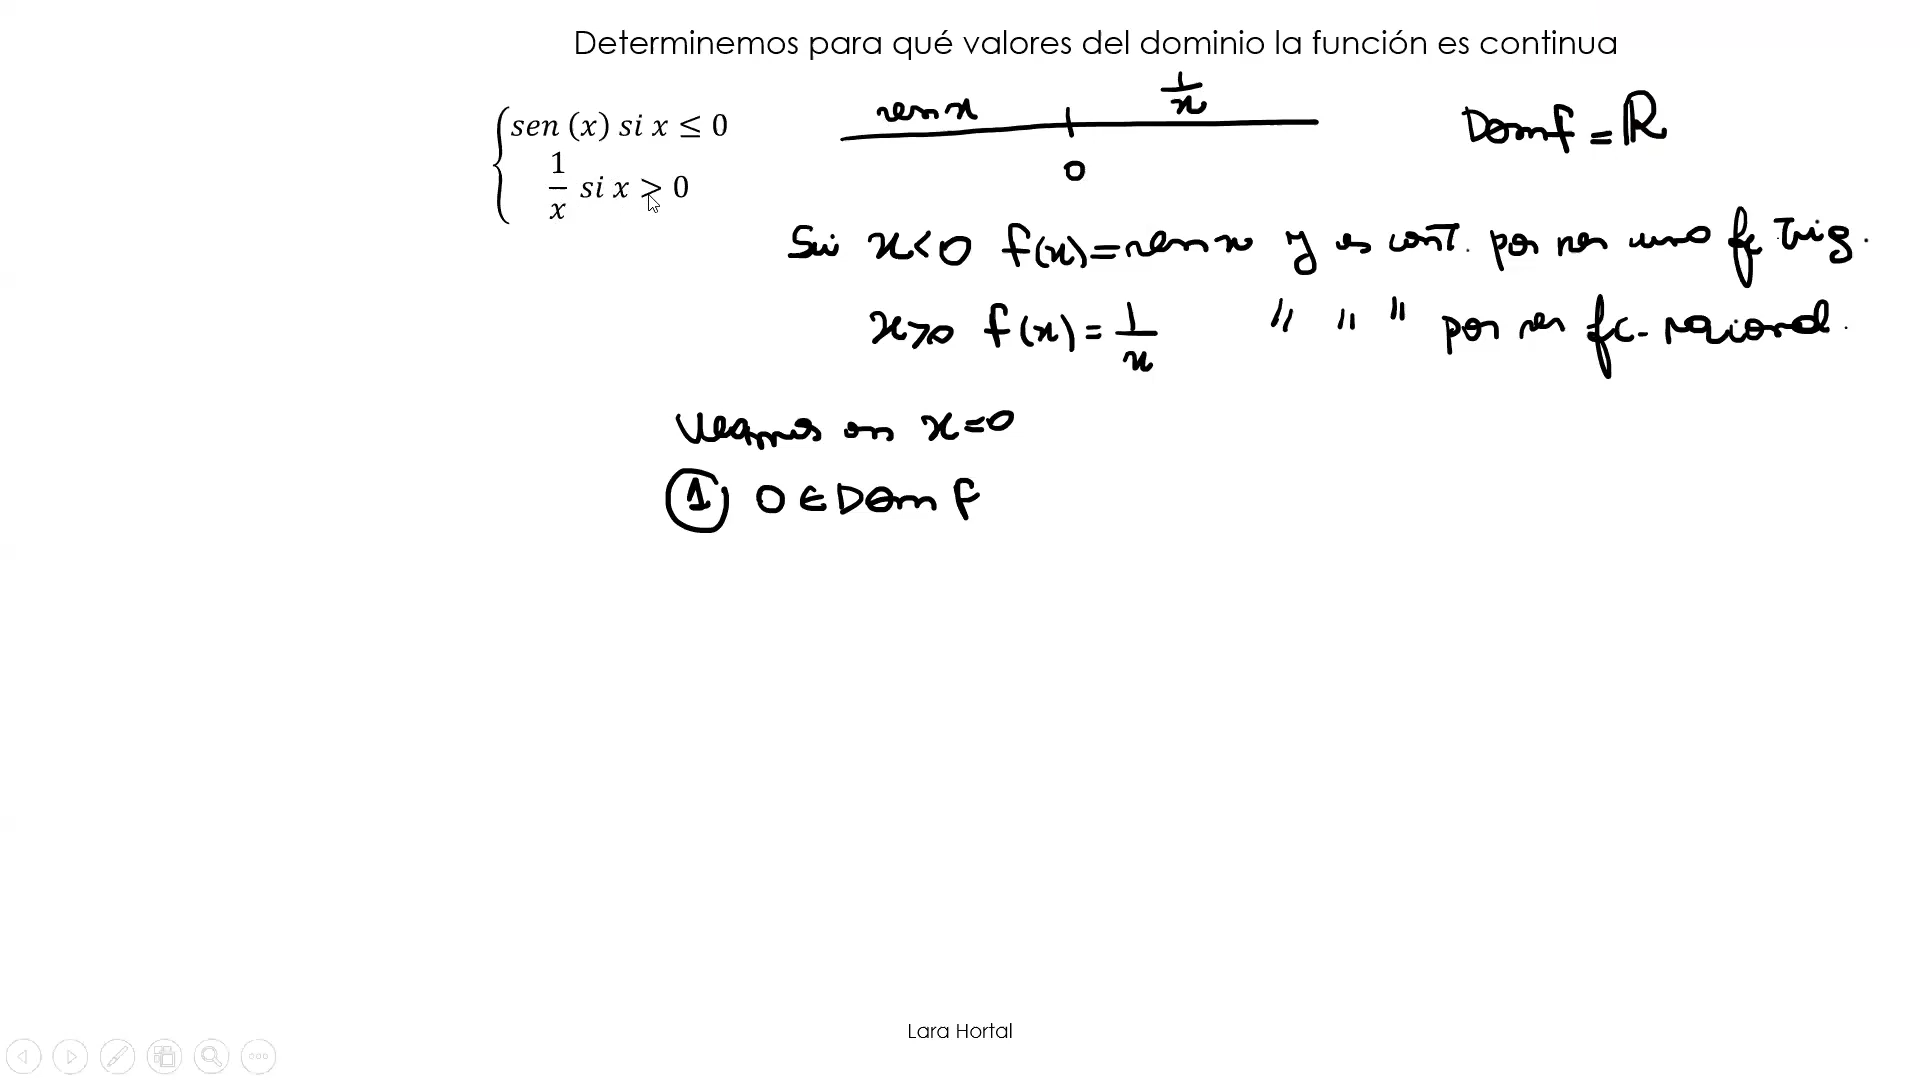 Determinemos para qué valores del dominio la función es continua
sen (x) si x ≤ 0
1/x si x > 0
sen x 1/x
0
Dom f = ℝ
Si x<0 f(x)=sen x y es cont. por ser una fc Trig.
x>0 f(x)=1/x " " " por ser fc. racional.
Veamos en x=0
① 0 ∈ Dom f
Lara Hortal